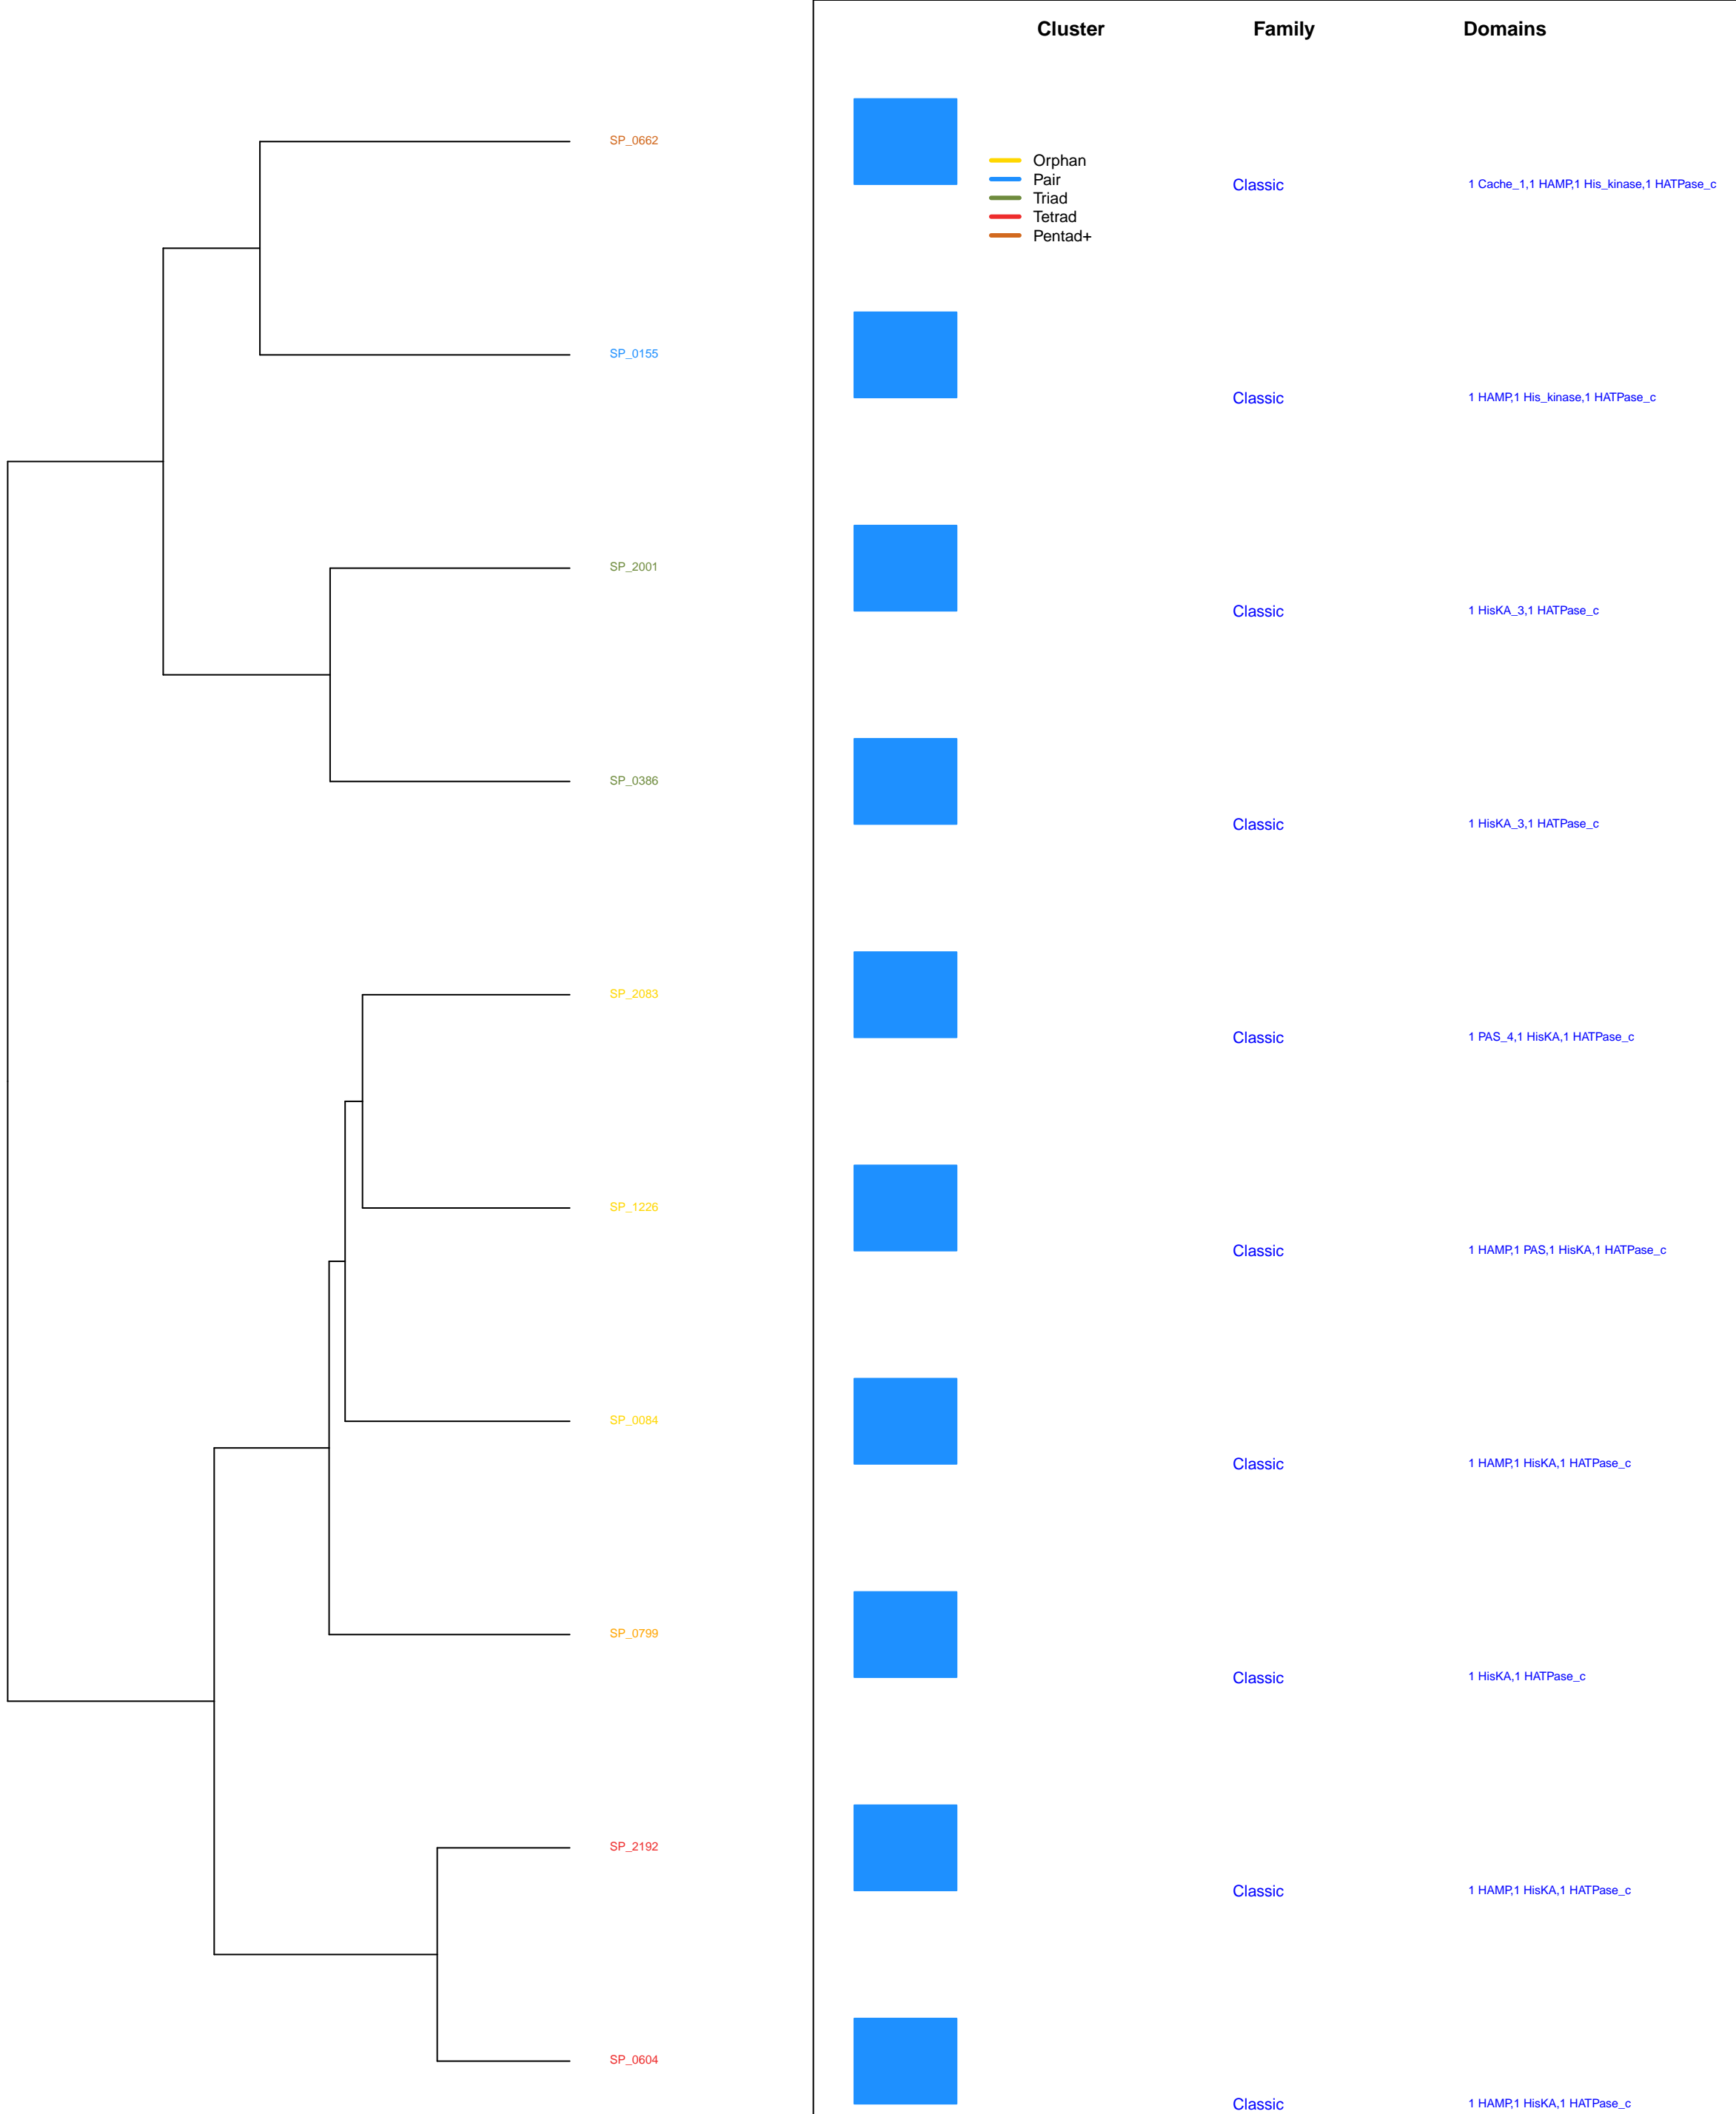 Cluster Family Domains
SP_0662
Orphan
Pair
Triad
Tetrad
Pentad+
Classic 1 Cache_1,1 HAMP,1 His_kinase,1 HATPase_c
SP_0155
Classic 1 HAMP,1 His_kinase,1 HATPase_c
SP_2001
Classic 1 HisKA_3,1 HATPase_c
SP_0386
Classic 1 HisKA_3,1 HATPase_c
SP_2083
Classic 1 PAS_4,1 HisKA,1 HATPase_c
SP_1226
Classic 1 HAMP,1 PAS,1 HisKA,1 HATPase_c
SP_0084
Classic 1 HAMP,1 HisKA,1 HATPase_c
SP_0799
Classic 1 HisKA,1 HATPase_c
SP_2192
Classic 1 HAMP,1 HisKA,1 HATPase_c
SP_0604
Classic 1 HAMP,1 HisKA,1 HATPase_c